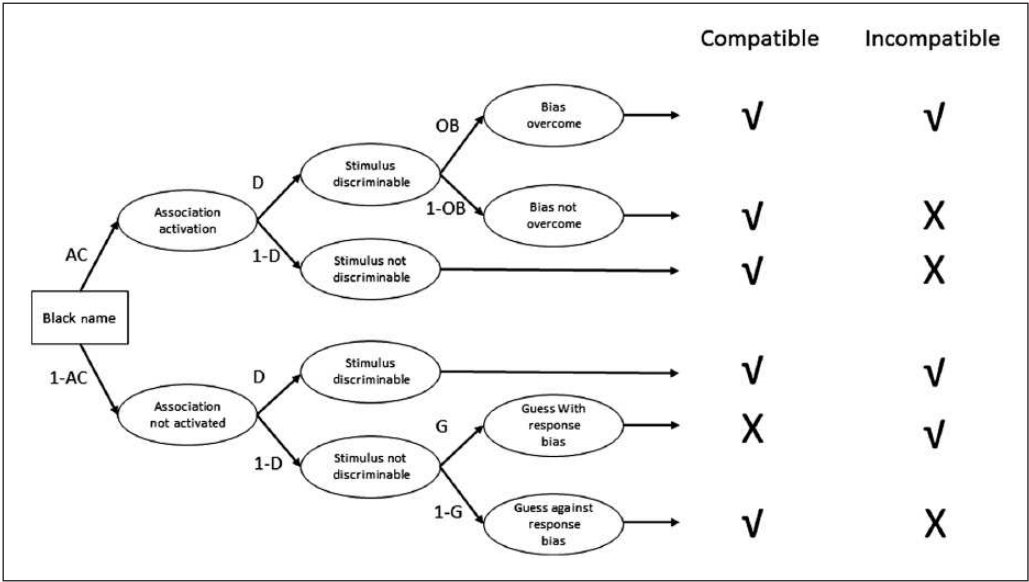 Compatible Incompatible
Bias
overcome
√ √
OB
Stimulus
discriminable
D
1-OB
Bias not
overcome
√ X
Association
activation
AC
1-D
Stimulus not
discriminable
√ X
Black name
1-AC
D
Stimulus
discriminable
√ √
Association
not activated
G
Guess With
response
bias
X √
1-D
Stimulus not
discriminable
1-G
Guess against
response
bias
√ X